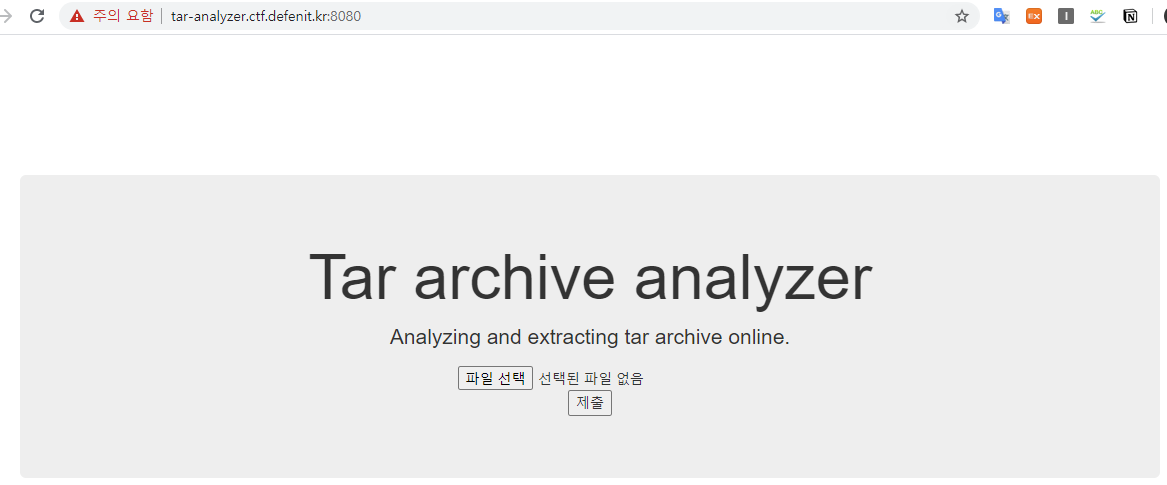 주의 요함 tar-analyzer.ctf.defenit.kr:8080
Tar archive analyzer
Analyzing and extracting tar archive online.
파일 선택 선택된 파일 없음
제출